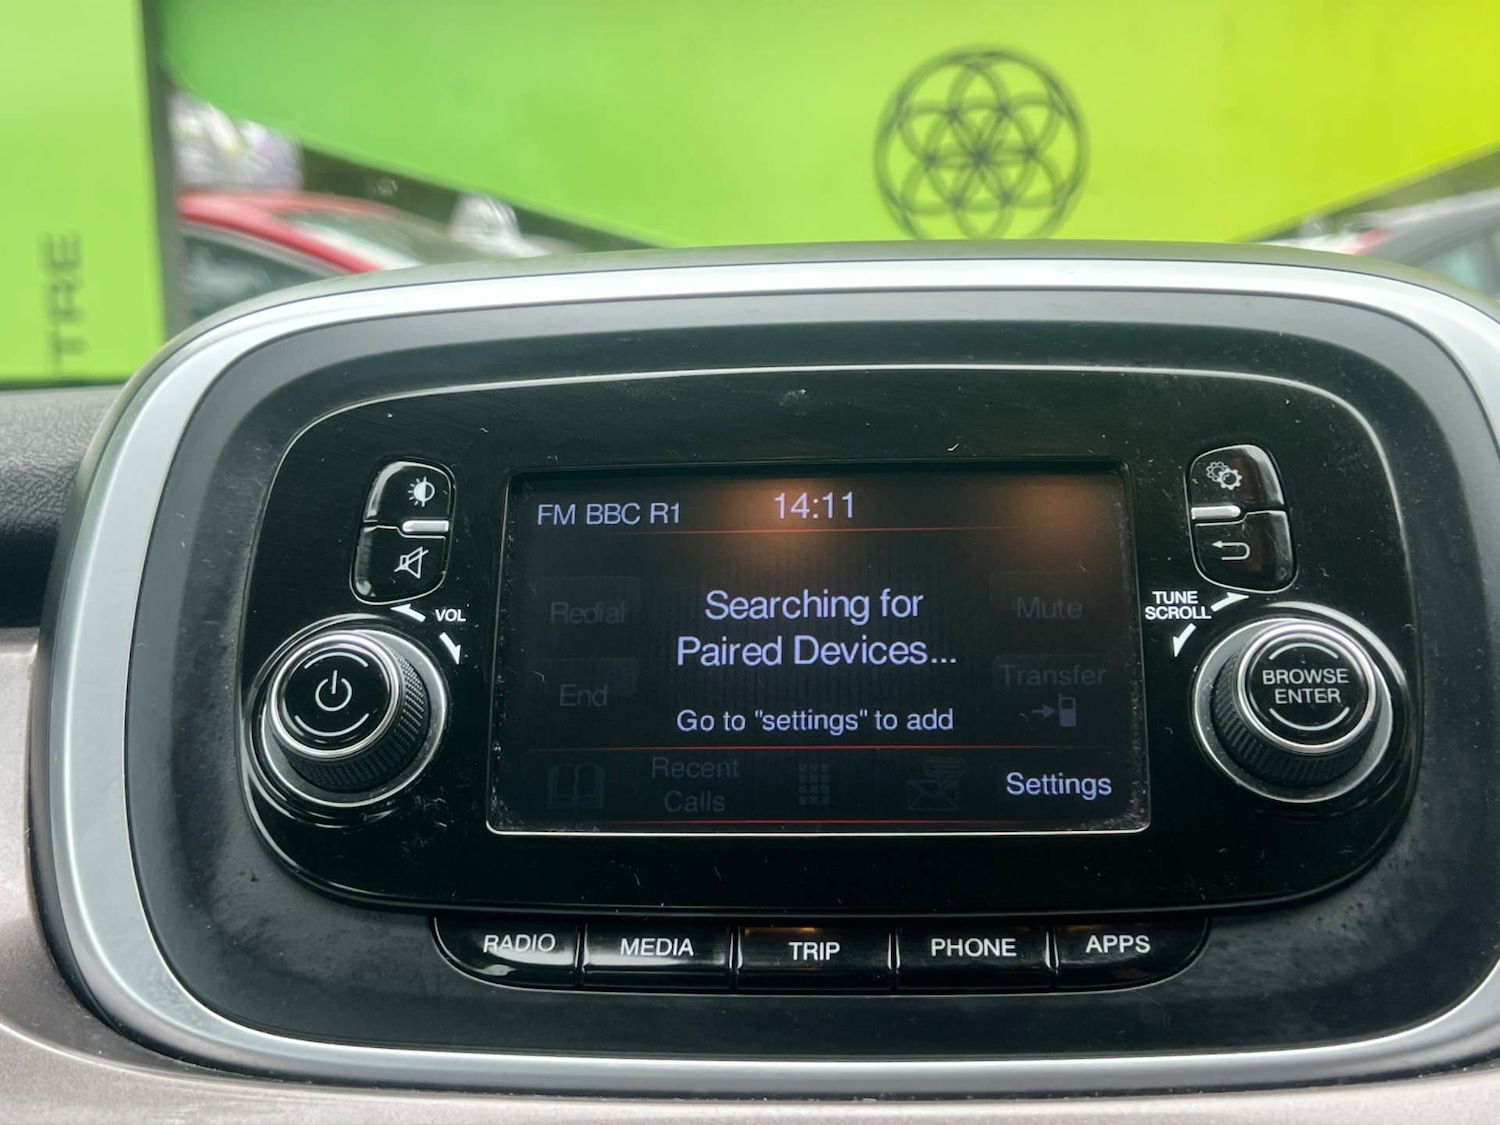 TRE
FM BBC R1
14:11
Redial
Searching for
Paired Devices...
Mute
End
Transfer
Go to "settings" to add
Recent
Calls
Settings
VOL
TUNE
SCROLL
BROWSE
ENTER
RADIO
MEDIA
TRIP
PHONE
APPS